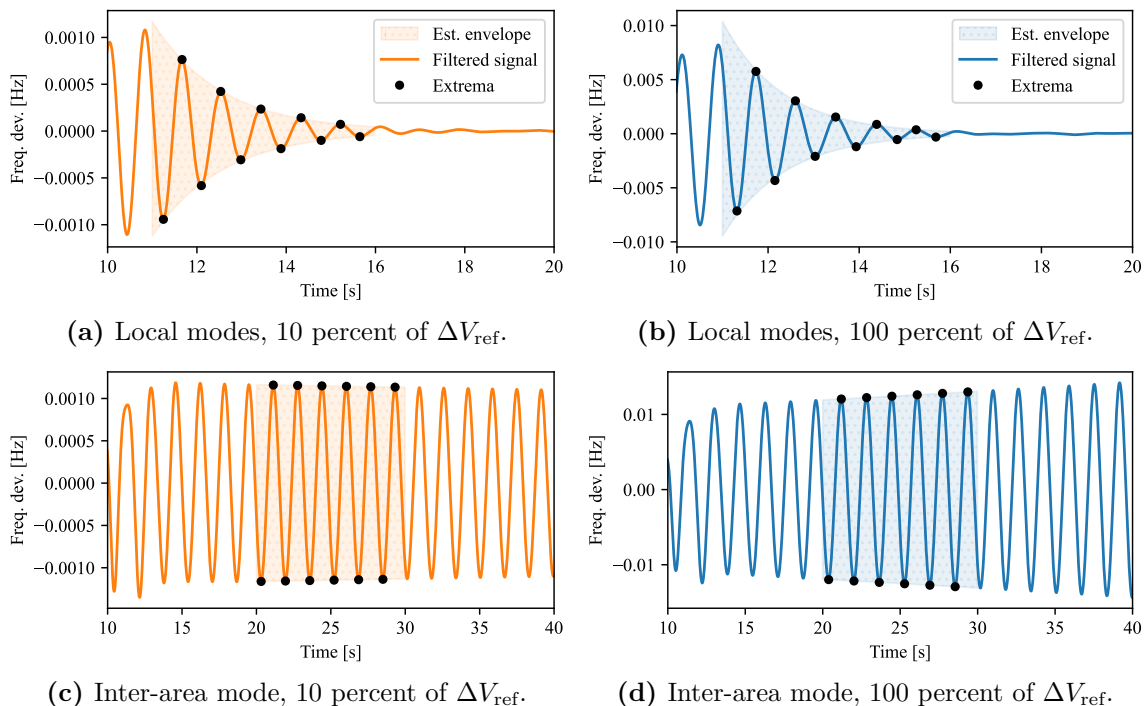 0.0010
0.0005
0.0000
−0.0005
−0.0010
Freq. dev. [Hz]
10 12 14 16 18 20
Time [s]
Est. envelope
Filtered signal
Extrema
(a) Local modes, 10 percent of ΔV_ref.
0.010
0.005
0.000
−0.005
−0.010
Freq. dev. [Hz]
10 12 14 16 18 20
Time [s]
Est. envelope
Filtered signal
Extrema
(b) Local modes, 100 percent of ΔV_ref.
0.0010
0.0005
0.0000
−0.0005
−0.0010
Freq. dev. [Hz]
10 15 20 25 30 35 40
Time [s]
(c) Inter-area mode, 10 percent of ΔV_ref.
0.01
0.00
−0.01
Freq. dev. [Hz]
10 15 20 25 30 35 40
Time [s]
(d) Inter-area mode, 100 percent of ΔV_ref.